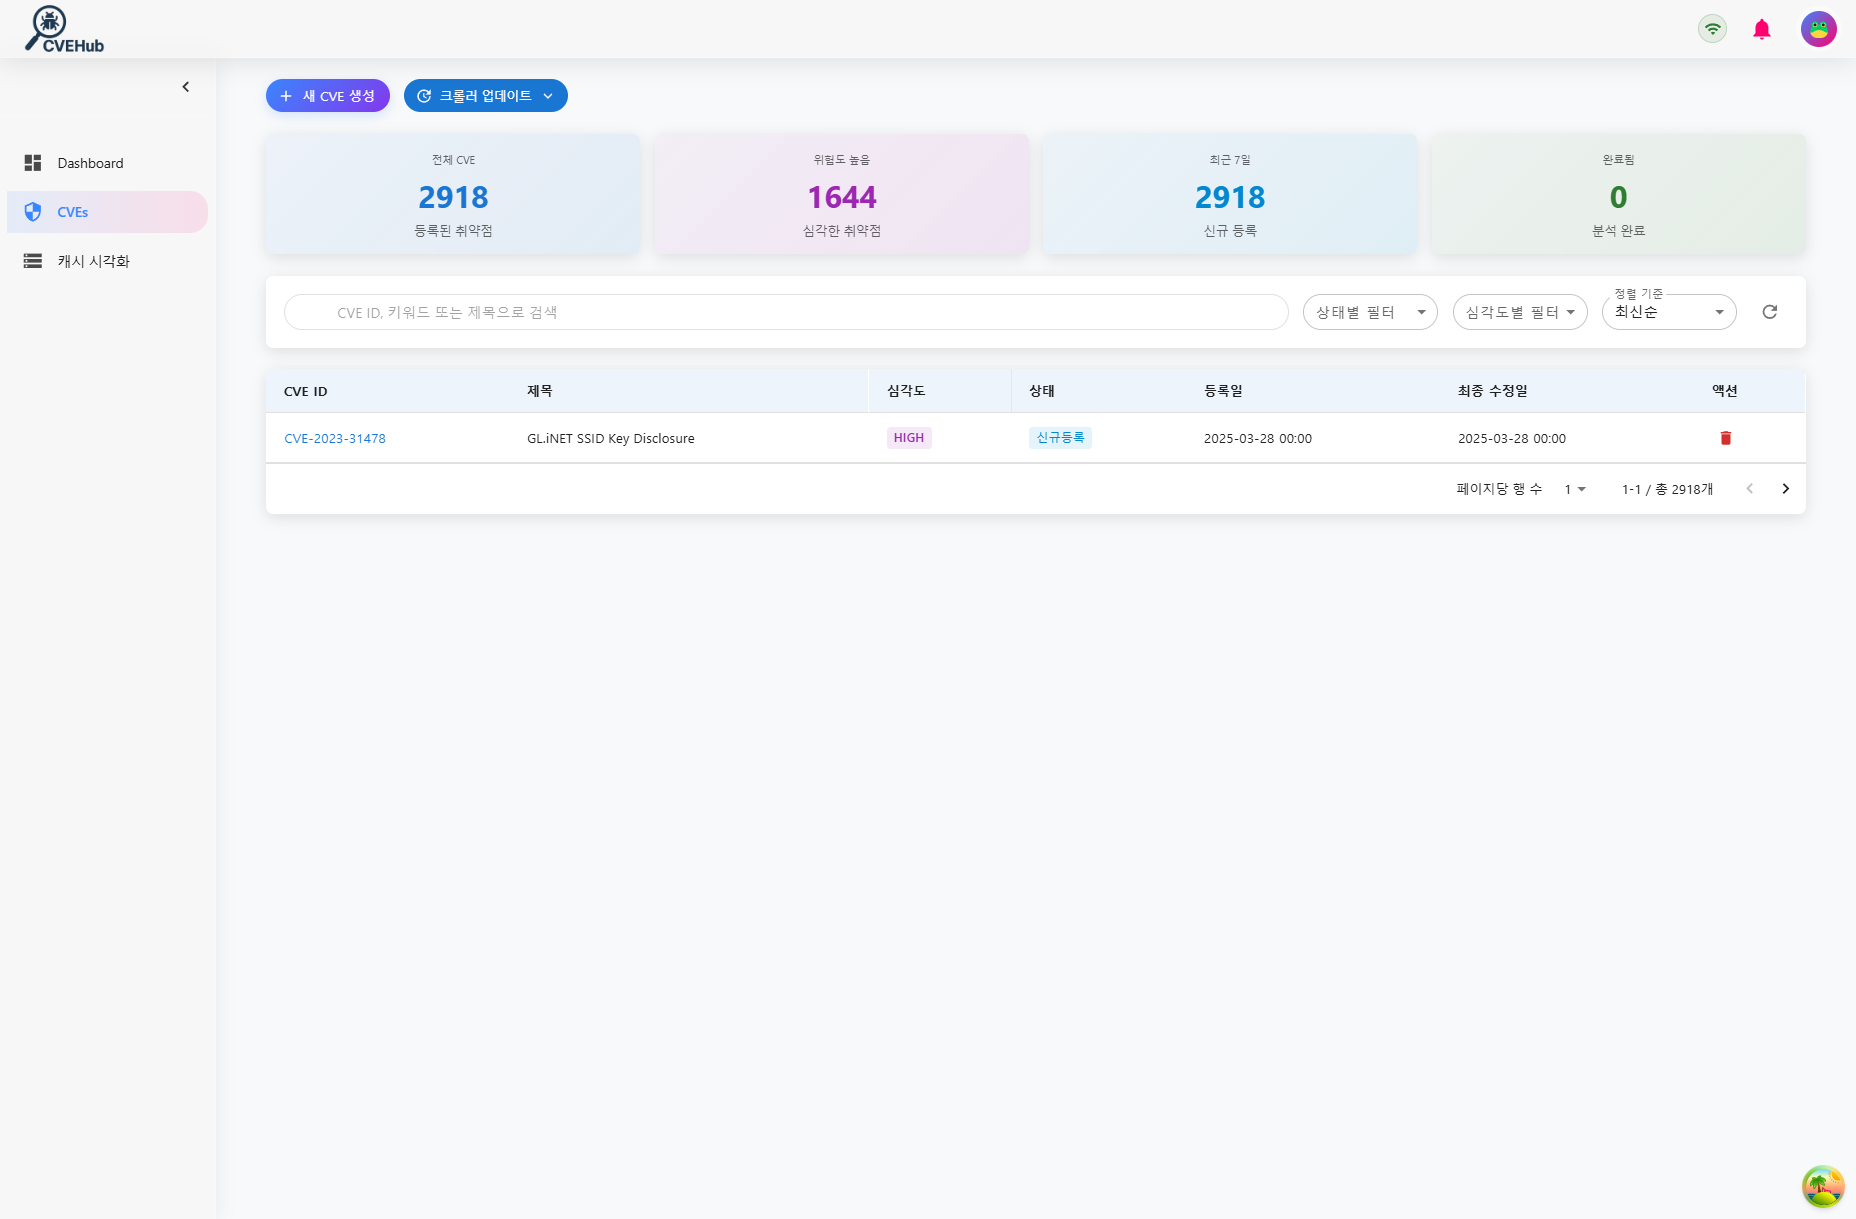 CVEHub
새 CVE 생성
크롤러 업데이트
Dashboard
CVEs
캐시 시각화
전체 CVE
2918
등록된 취약점
위험도 높음
1644
심각한 취약점
최근 7일
2918
신규 등록
완료됨
0
분석 완료
CVE ID, 키워드 또는 제목으로 검색
상태별 필터
심각도별 필터
정렬 기준
최신순
CVE ID 제목 심각도 상태 등록일 최종 수정일 액션
CVE-2023-31478 GL.iNET SSID Key Disclosure HIGH 신규등록 2025-03-28 00:00 2025-03-28 00:00
페이지당 행 수 1 1-1 / 총 2918개